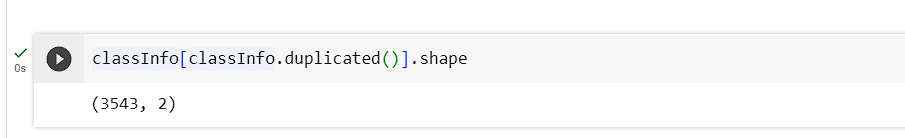 classInfo[classInfo.duplicated()].shape
0s
(3543, 2)